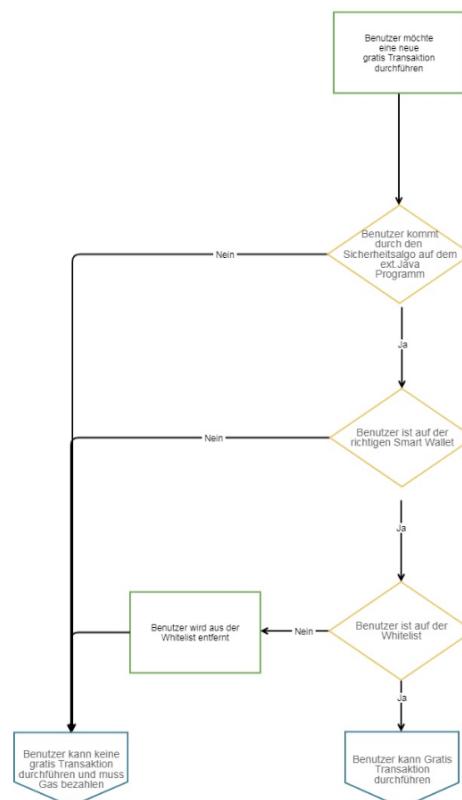 Benutzer möchte
eine neue
gratis Transaktion
durchführen
Benutzer kommt
durch den
Sicherheitsalgo auf dem
ext.Java
Programm
Nein
Ja
Benutzer ist auf der
richtigen Smart Wallet
Nein
Ja
Benutzer ist auf der
Whitelist
Nein
Benutzer wird aus der
Whitelist entfernt
Ja
Benutzer kann keine
gratis Transaktion
durchführen und muss
Gas bezahlen
Benutzer kann Gratis
Transaktion
durchführen